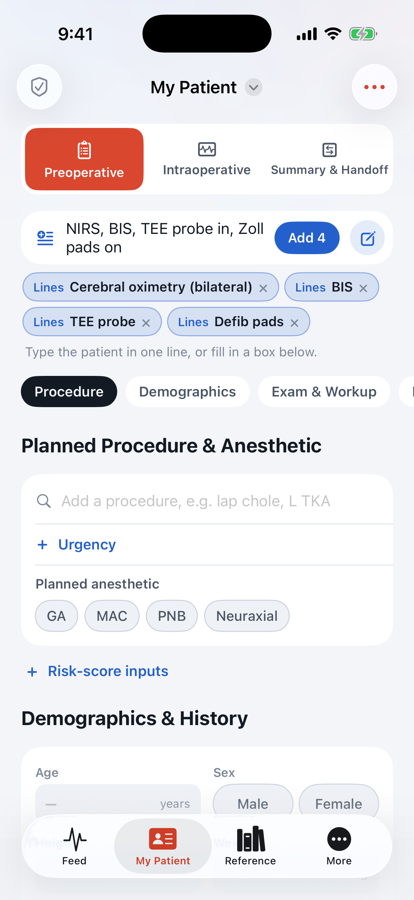 9:41
My Patient
Preoperative
Intraoperative
Summary & Handoff
NIRS, BIS, TEE probe in, Zoll
pads on
Add 4
Lines Cerebral oximetry (bilateral) ×
Lines BIS ×
Lines TEE probe ×
Lines Defib pads ×
Type the patient in one line, or fill in a box below.
Procedure
Demographics
Exam & Workup
Planned Procedure & Anesthetic
Add a procedure, e.g. lap chole, L TKA
+ Urgency
Planned anesthetic
GA
MAC
PNB
Neuraxial
+ Risk-score inputs
Demographics & History
Age
Sex
— years
Male
Female
Feed
My Patient
Reference
More